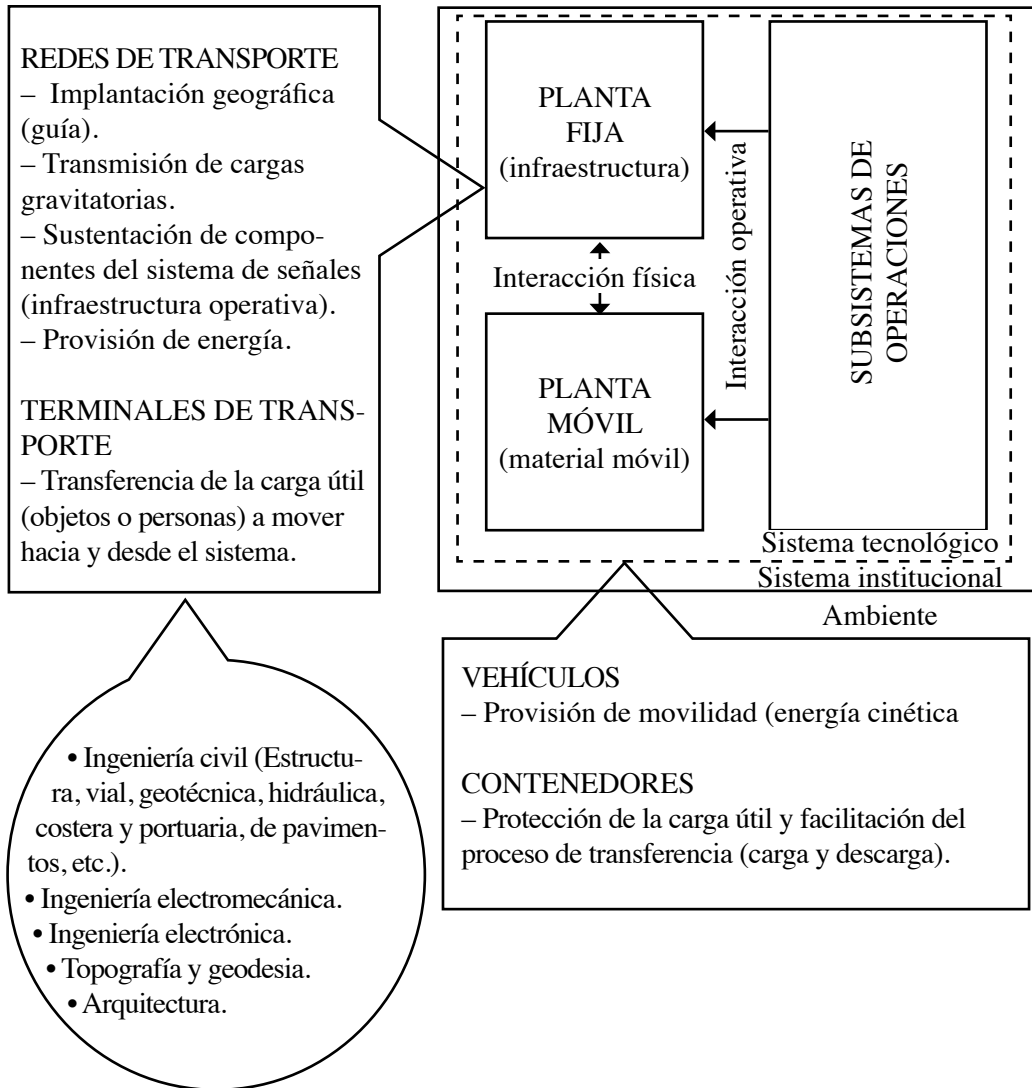 REDES DE TRANSPORTE
– Implantación geográfica
(guía).
– Transmisión de cargas
gravitatorias.
– Sustentación de compo-
nentes del sistema de señales
(infraestructura operativa).
– Provisión de energía.
TERMINALES DE TRANS-
PORTE
– Transferencia de la carga útil
(objetos o personas) a mover
hacia y desde el sistema.
PLANTA
FIJA
(infraestructura)
Interacción física
PLANTA
MÓVIL
(material móvil)
Interacción operativa
SUBSISTEMAS DE
OPERACIONES
Sistema tecnológico
Sistema institucional
Ambiente
VEHÍCULOS
– Provisión de movilidad (energía cinética
CONTENEDORES
– Protección de la carga útil y facilitación del
proceso de transferencia (carga y descarga).
• Ingeniería civil (Estructu-
ra, vial, geotécnica, hidráulica,
costera y portuaria, de pavimen-
tos, etc.).
• Ingeniería electromecánica.
• Ingeniería electrónica.
• Topografía y geodesia.
• Arquitectura.